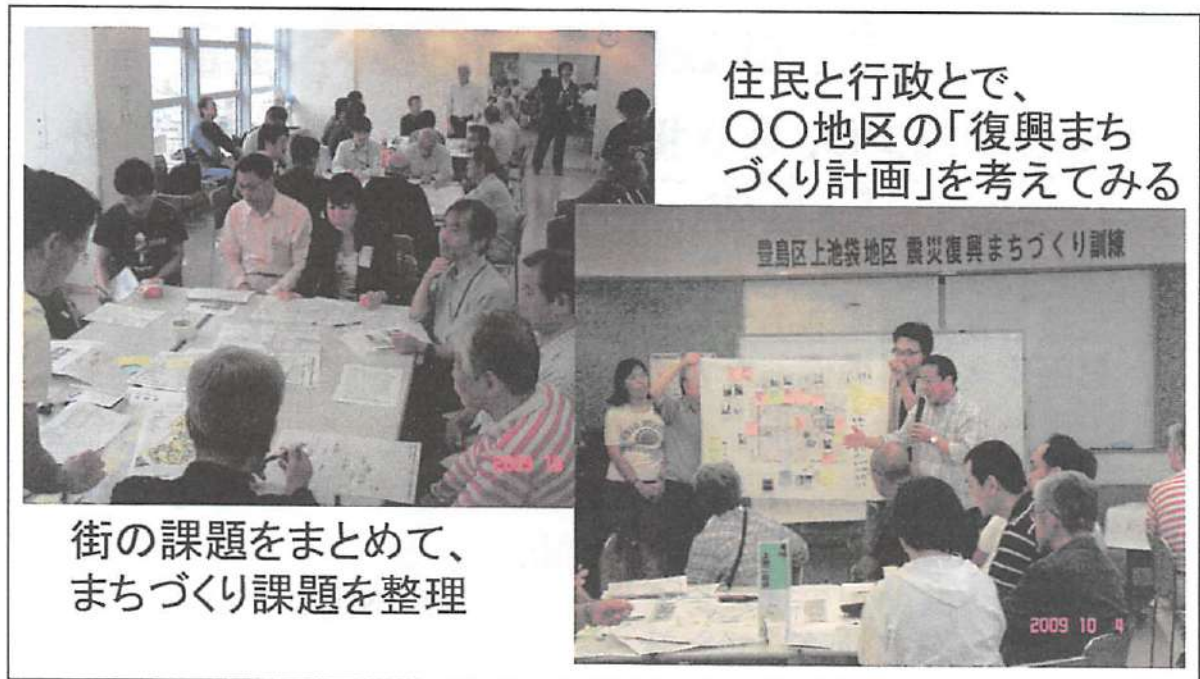 住民と行政とで、
〇〇地区の「復興まち
づくり計画」を考えてみる
豊島区上池袋地区 震災復興まちづくり訓練
2009 10
2009 10 4
街の課題をまとめて、
まちづくり課題を整理